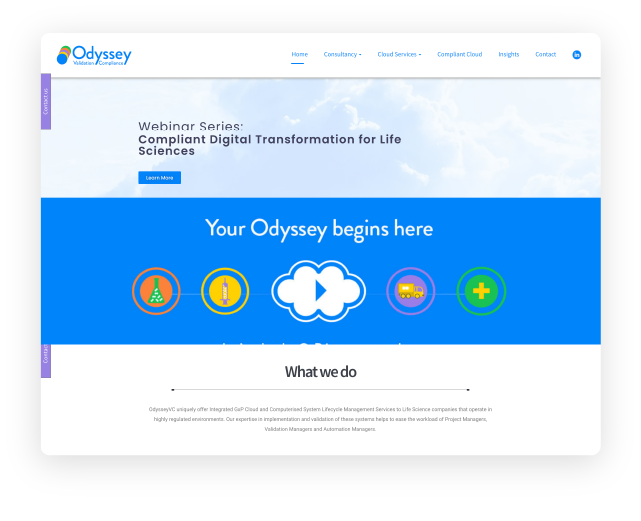 Odyssey
Validation Compliance
Home Consultancy Cloud Services Compliant Cloud Insights Contact in
Contact us
Webinar Series:
Compliant Digital Transformation for Life
Sciences
Learn More
Your Odyssey begins here
Contact
What we do
OdysseyVC uniquely offer Integrated GxP Cloud and Computerised System Lifecycle Management Services to Life Science companies that operate in
highly regulated environments. Our expertise in implementation and validation of these systems helps to ease the workload of Project Managers,
Validation Managers and Automation Managers.